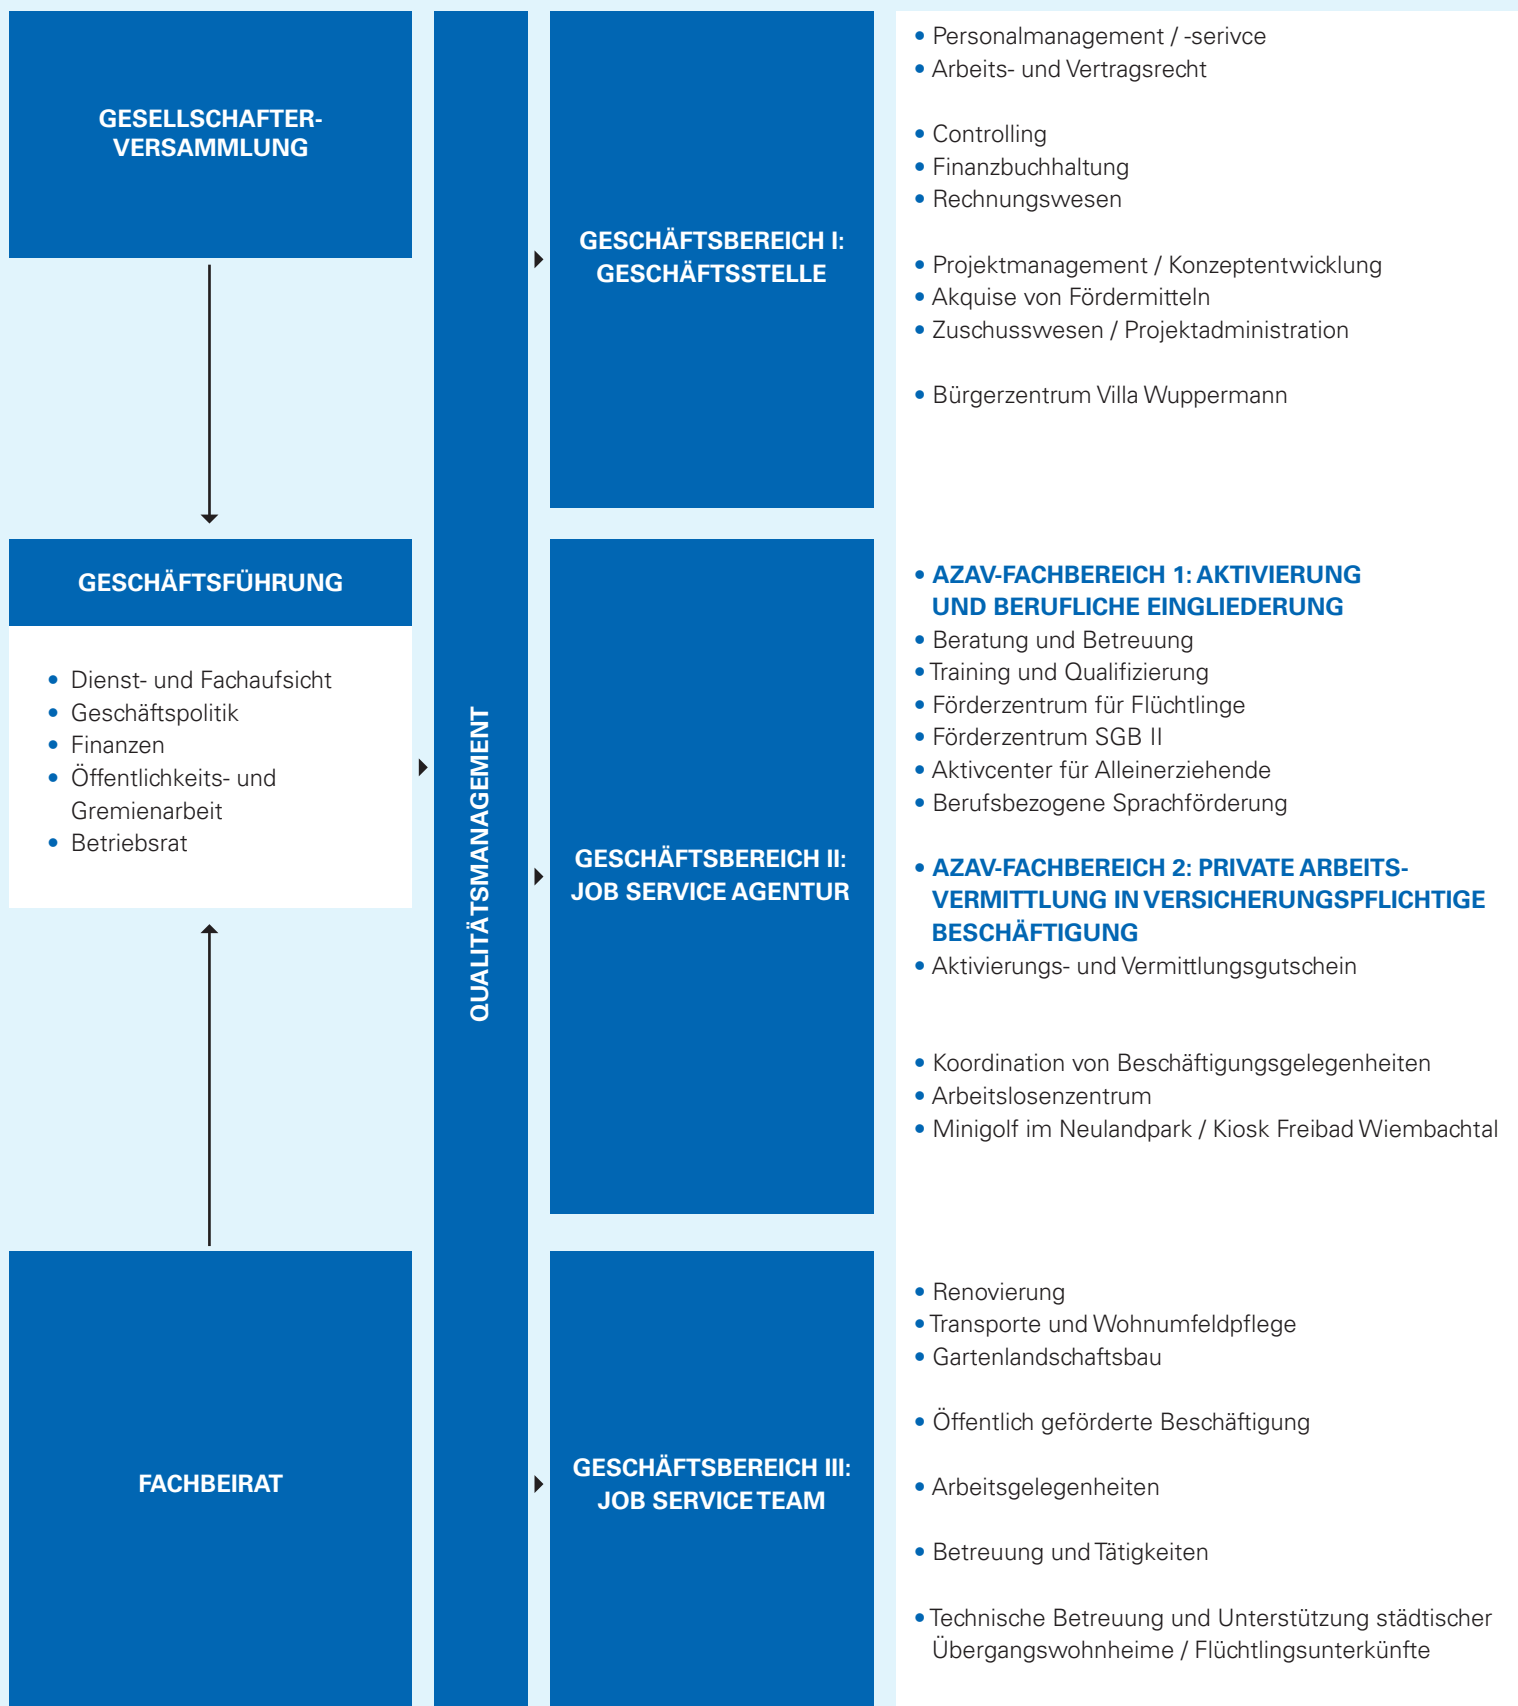 GESELLSCHAFTER-
VERSAMMLUNG
GESCHÄFTSFÜHRUNG
• Dienst- und Fachaufsicht
• Geschäftspolitik
• Finanzen
• Öffentlichkeits- und
Gremienarbeit
• Betriebsrat
FACHBEIRAT
QUALITÄTSMANAGEMENT
GESCHÄFTSBEREICH I:
GESCHÄFTSSTELLE
• Personalmanagement / -serivce
• Arbeits- und Vertragsrecht
• Controlling
• Finanzbuchhaltung
• Rechnungswesen
• Projektmanagement / Konzeptentwicklung
• Akquise von Fördermitteln
• Zuschusswesen / Projektadministration
• Bürgerzentrum Villa Wuppermann
GESCHÄFTSBEREICH II:
JOB SERVICE AGENTUR
• AZAV-FACHBEREICH 1: AKTIVIERUNG
UND BERUFLICHE EINGLIEDERUNG
• Beratung und Betreuung
• Training und Qualifizierung
• Förderzentrum für Flüchtlinge
• Förderzentrum SGB II
• Aktivcenter für Alleinerziehende
• Berufsbezogene Sprachförderung
• AZAV-FACHBEREICH 2: PRIVATE ARBEITS-
VERMITTLUNG IN VERSICHERUNGSPFLICHTIGE
BESCHÄFTIGUNG
• Aktivierungs- und Vermittlungsgutschein
• Koordination von Beschäftigungsgelegenheiten
• Arbeitslosenzentrum
• Minigolf im Neulandpark / Kiosk Freibad Wiembachtal
GESCHÄFTSBEREICH III:
JOB SERVICE TEAM
• Renovierung
• Transporte und Wohnumfeldpflege
• Gartenlandschaftsbau
• Öffentlich geförderte Beschäftigung
• Arbeitsgelegenheiten
• Betreuung und Tätigkeiten
• Technische Betreuung und Unterstützung städtischer
Übergangswohnheime / Flüchtlingsunterkünfte